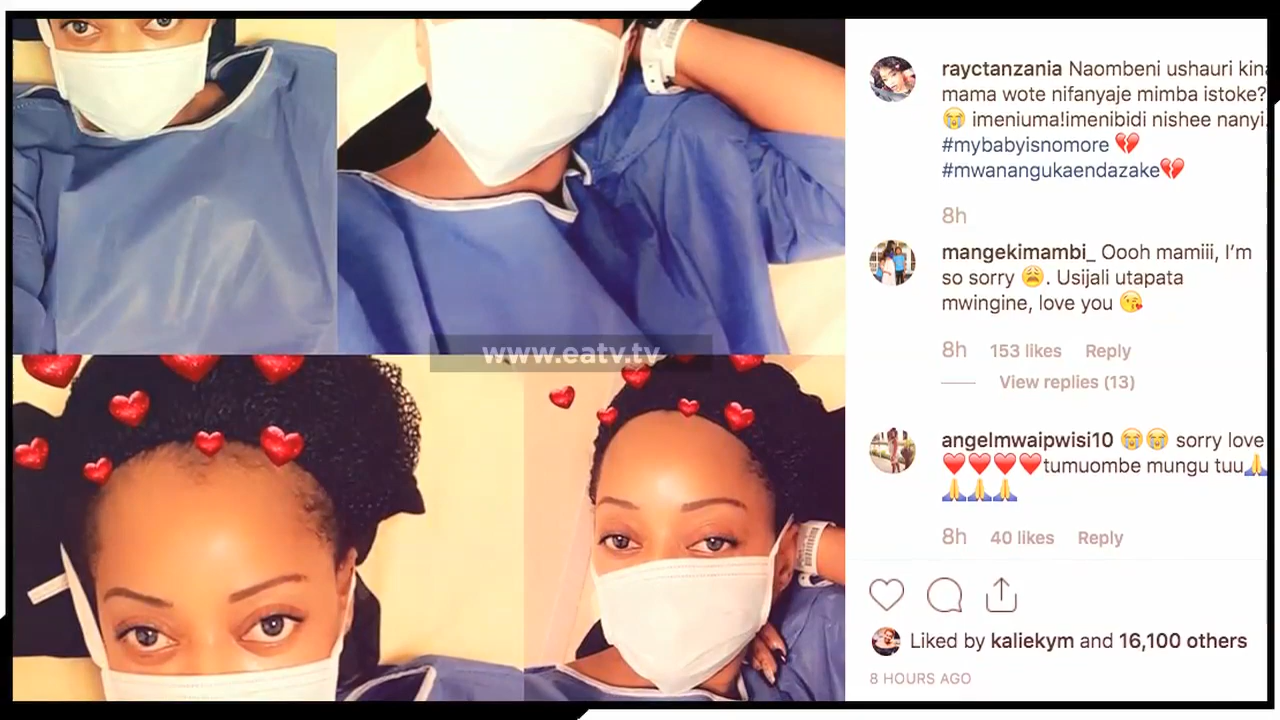 rayctanzania Naombeni ushauri kina
mama wote nifanyaje mimba istoke?
😭 imeniuma!imenibidi nishee nanyi.
#mybabyisnomore 💔
#mwanangukaendazake💔
8h
mangekimambi_ Oooh mamiii, I'm
so sorry 😩. Usijali utapata
mwingine, love you 😘
8h 153 likes Reply
View replies (13)
angelmwaipwisi10 😭😭 sorry love
❤️❤️❤️❤️tumuombe mungu tuu🙏
🙏🙏🙏
8h 40 likes Reply
Liked by kaliekym and 16,100 others
8 HOURS AGO
www.eatv.tv